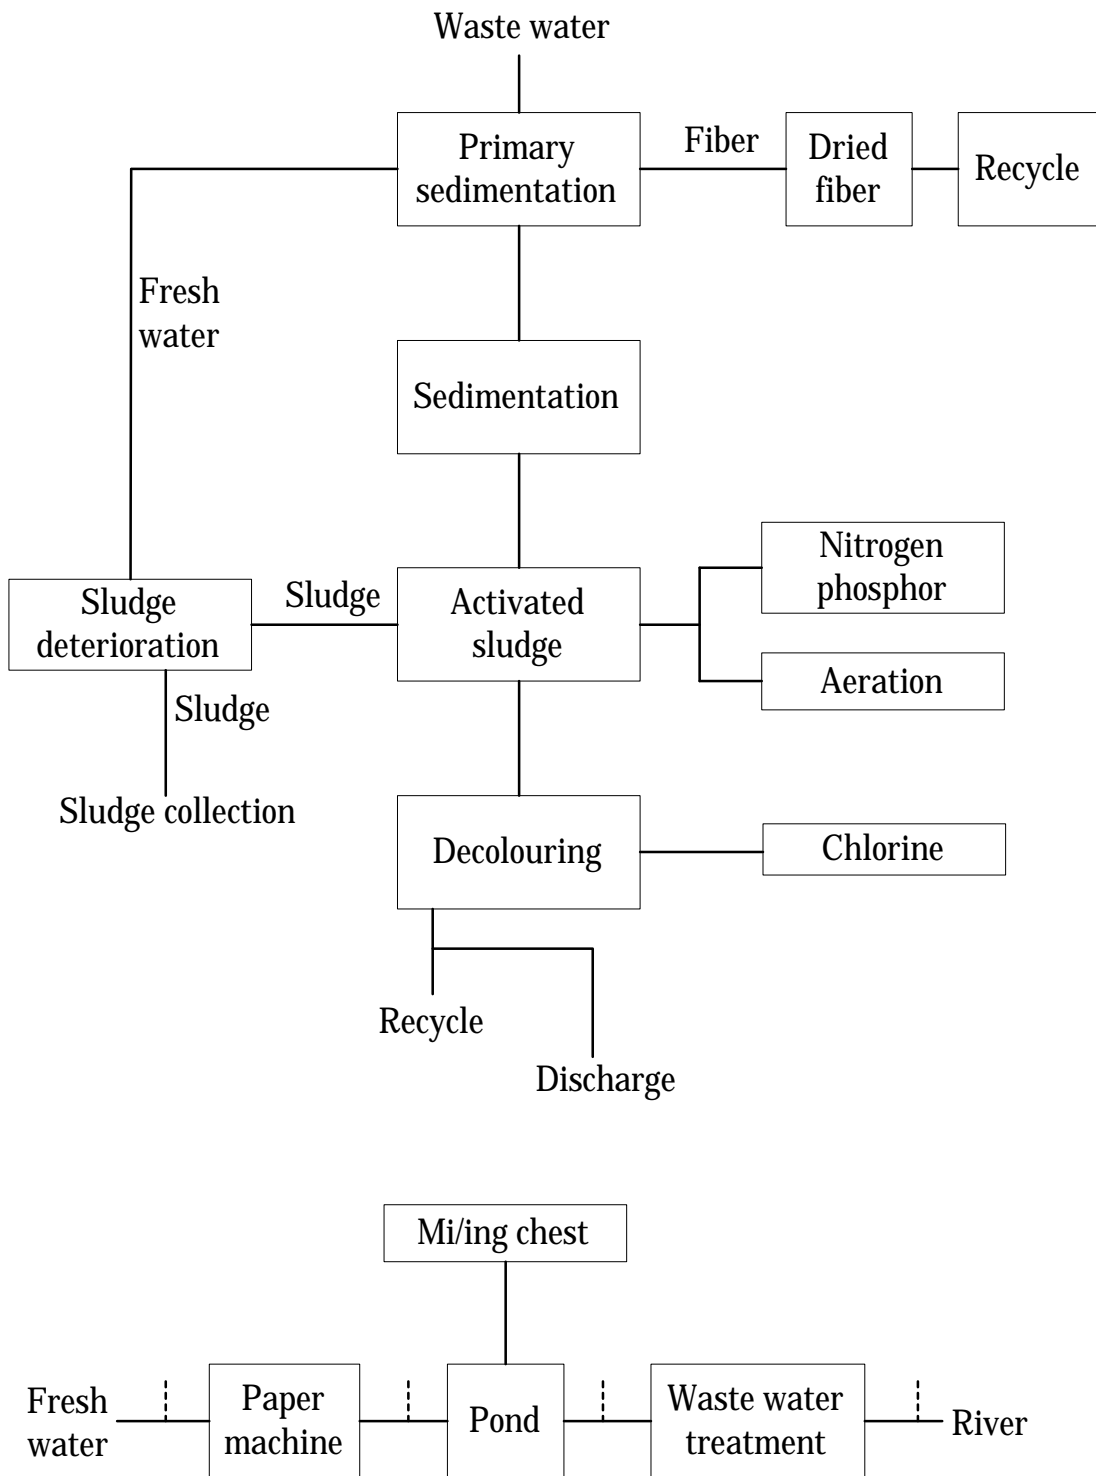 Waste water
Primary
sedimentation
Fiber
Dried
fiber
Recycle
Fresh
water
Sedimentation
Nitrogen
phosphor
Sludge
deterioration
Sludge
Activated
sludge
Aeration
Sludge
Sludge collection
Decolouring
Chlorine
Recycle
Discharge
Mi/ing chest
Fresh
water
Paper
machine
Pond
Waste water
treatment
River